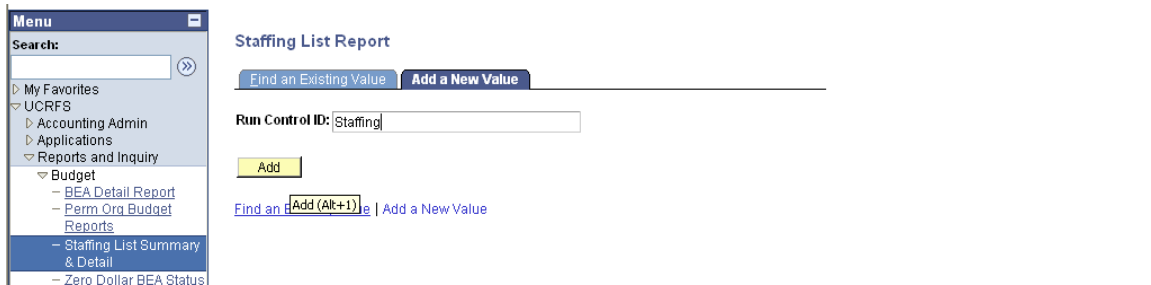 Menu
Search:
My Favorites
UCRFS
Accounting Admin
Applications
Reports and Inquiry
Budget
– BEA Detail Report
– Perm Org Budget
Reports
– Staffing List Summary
& Detail
– Zero Dollar BEA Status
Staffing List Report
Find an Existing Value
Add a New Value
Run Control ID: Staffing
Add
Find an E e | Add a New Value
Add (Alt+1)